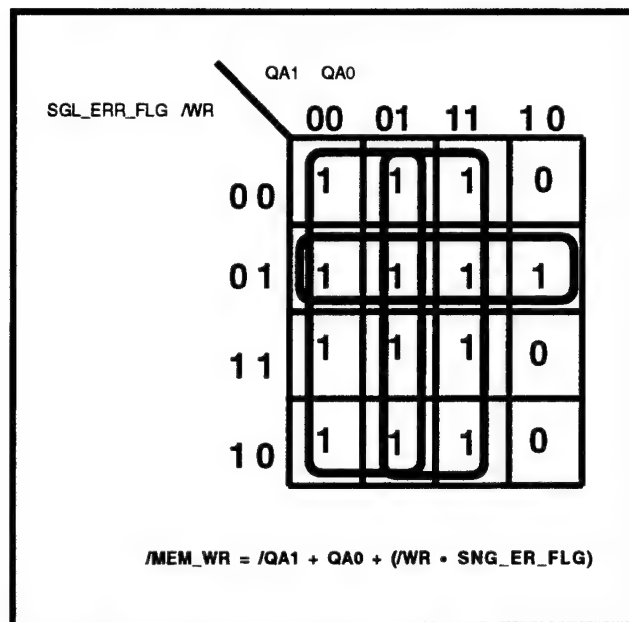 QA1 QA0
SGL_ERR_FLG /WR
00 01 11 10
00 1 1 1 0
01 1 1 1 1
11 1 1 1 0
10 1 1 1 0
/MEM_WR = /QA1 + QA0 + (/WR • SNG_ER_FLG)